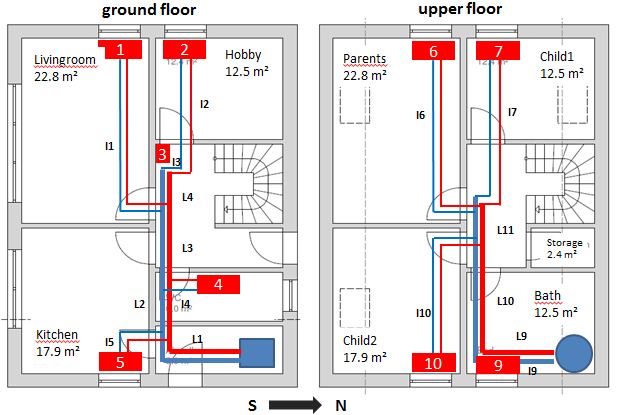 ground floor
upper floor
1
2
Livingroom
22.8 m²
Hobby
12.5 m²
I2
I1
3
I3
L4
L3
4
L2
I4
Kitchen
17.9 m²
I5
5
L1
6
7
Parents
22.8 m²
Child1
12.5 m²
I6
I7
L11
Storage
2.4 m²
L10
Bath
12.5 m²
I10
Child2
17.9 m²
10
9
L9
I9
S
N